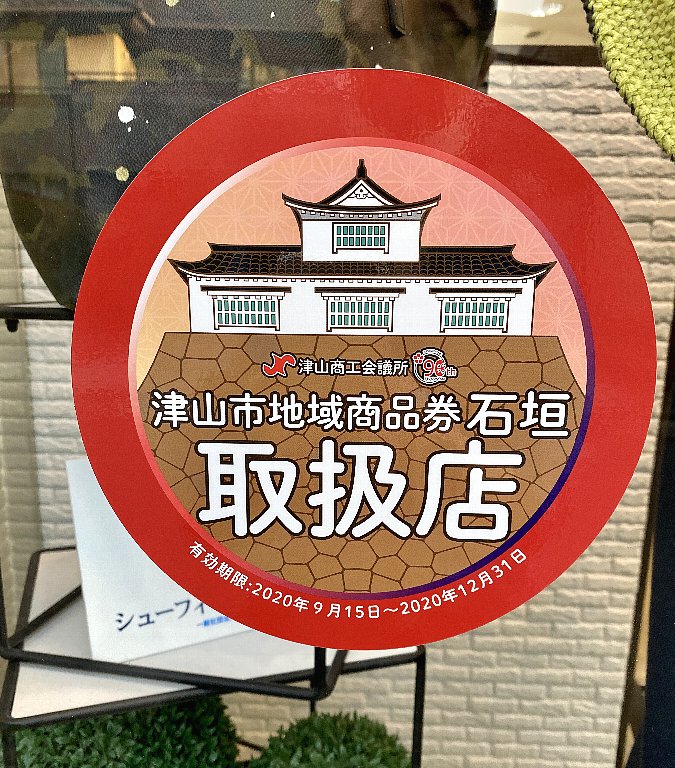 津山商工会議所 90th
津山市地域商品券 石垣
取扱店
有効期限:2020年9月15日〜2020年12月31日
シューフィ